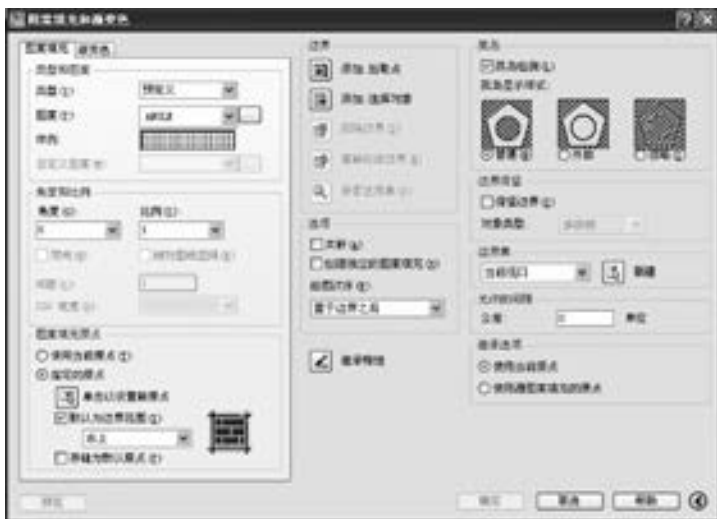 图案填充和渐变色
图案填充 渐变色
类型和图案
类型(Y): 预定义
图案(P):
样例:
自定义图案(M):
角度和比例
角度(G): 比例(S):
0 1
双向(U) 相对图纸空间(E)
间距(C): 1
ISO 笔宽(O):
图案填充原点
使用当前原点(T)
指定的原点
单击以设置新原点
默认为边界范围(X)
存储为默认原点(F)
预览
边界
添加:拾取点
添加:选择对象
删除边界(D)
重新创建边界(R)
查看选择集(V)
选项
关联(A)
创建独立的图案填充(H)
绘图次序(W):
置于边界之后
继承特性
孤岛
孤岛检测(L)
孤岛显示样式:
普通 外部 忽略
边界保留
保留边界(S)
对象类型: 多段线
边界集
当前视口 新建
允许的间隙
公差 0 单位
继承选项
使用当前原点
使用源图案填充的原点
确定 取消 帮助